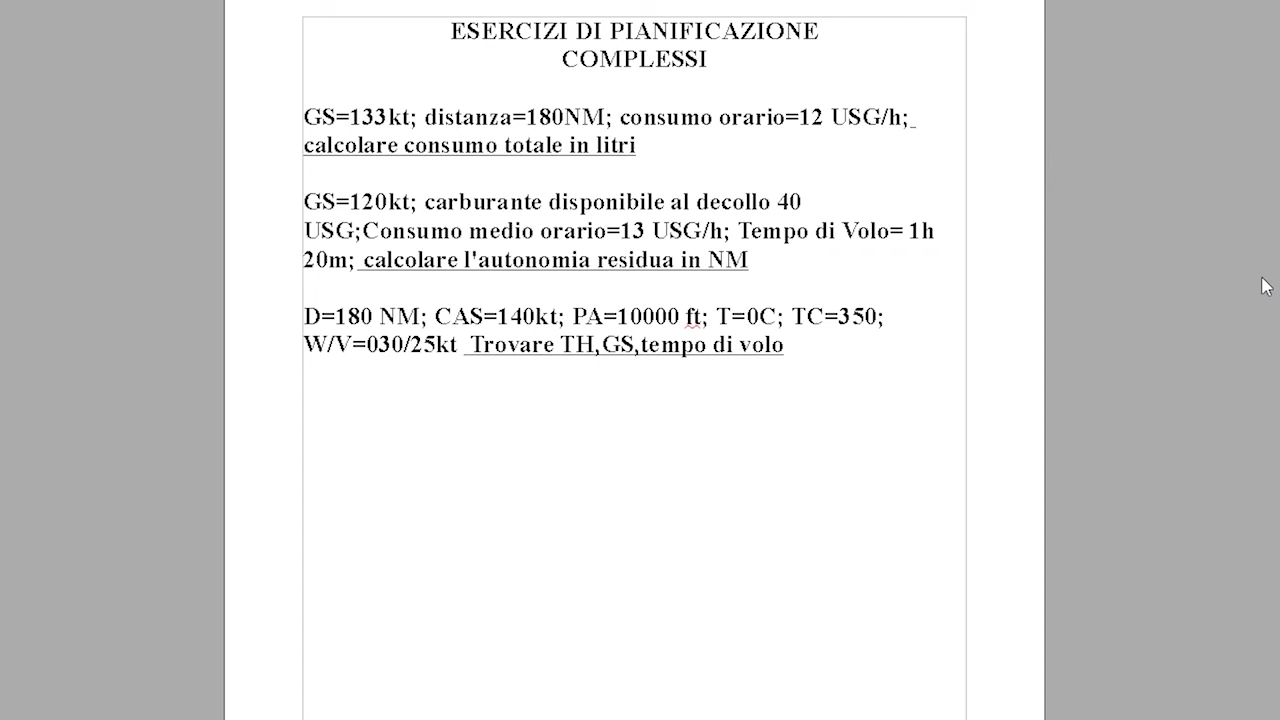 ESERCIZI DI PIANIFICAZIONE
COMPLESSI
GS=133kt; distanza=180NM; consumo orario=12 USG/h;
calcolare consumo totale in litri
GS=120kt; carburante disponibile al decollo 40
USG;Consumo medio orario=13 USG/h; Tempo di Volo= 1h
20m; calcolare l'autonomia residua in NM
D=180 NM; CAS=140kt; PA=10000 ft; T=0C; TC=350;
W/V=030/25kt Trovare TH,GS,tempo di volo